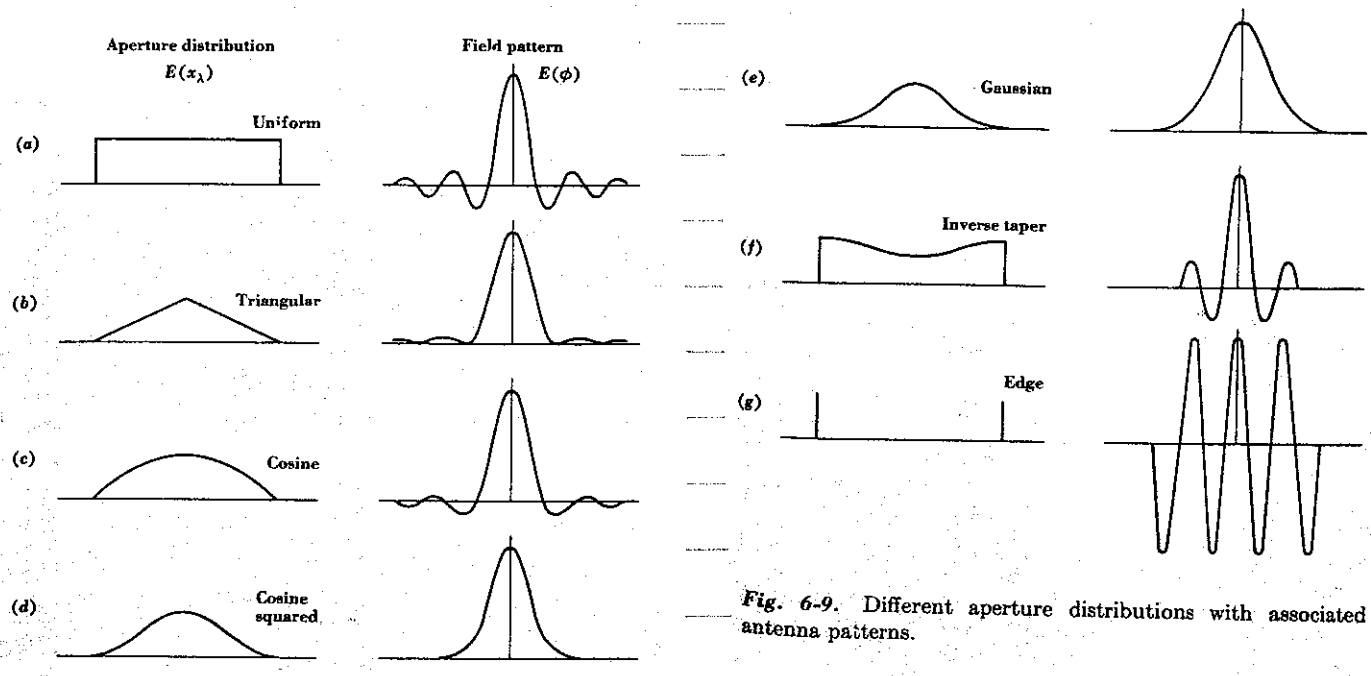 Aperture distribution
E(x_λ)
Field pattern
E(ϕ)
(a)
Uniform
(b)
Triangular
(c)
Cosine
(d)
Cosine
squared
(e)
Gaussian
(f)
Inverse taper
(g)
Edge
Fig. 6-9. Different aperture distributions with associated
antenna patterns.